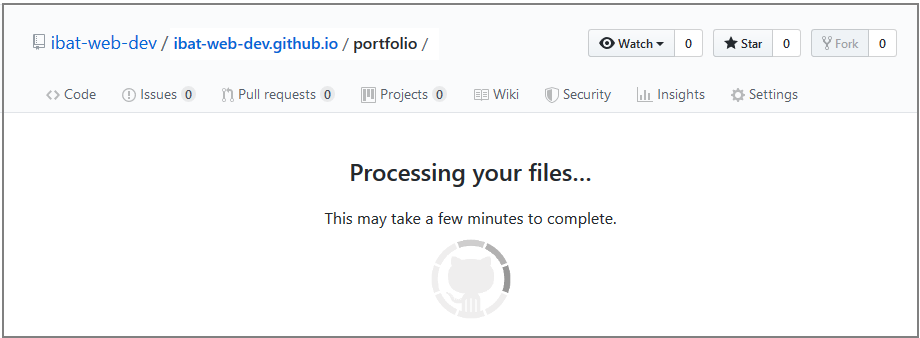 ibat-web-dev / ibat-web-dev.github.io / portfolio /
Watch 0 Star 0 Fork 0
Code Issues 0 Pull requests 0 Projects 0 Wiki Security Insights Settings
Processing your files...
This may take a few minutes to complete.